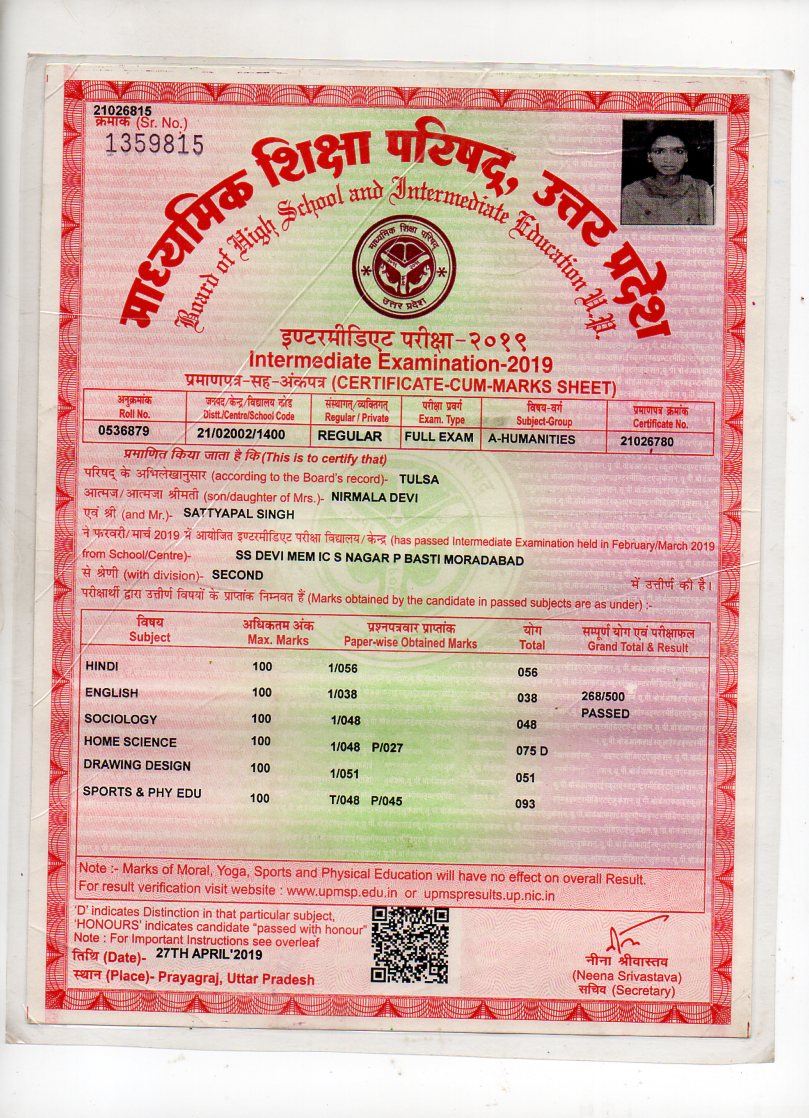 21026815
क्रमांक (Sr. No.)
1359815
माध्यमिक शिक्षा परिषद्, उत्तर प्रदेश
Board of High School and Intermediate Education U.P.
माध्यमिक शिक्षा परिषद्
उत्तर प्रदेश
इण्टरमीडिएट परीक्षा-२०१९
Intermediate Examination-2019
प्रमाणपत्र-सह-अंकपत्र (CERTIFICATE-CUM-MARKS SHEET)
अनुक्रमांक जनपद/केन्द्र/विद्यालय कोड संस्थागत्/व्यक्तिगत् परीक्षा प्रवर्ग विषय-वर्ग प्रमाणपत्र क्रमांक
Roll No. Distt./Centre/School Code Regular / Private Exam. Type Subject-Group Certificate No.
0536879 21/02002/1400 REGULAR FULL EXAM A-HUMANITIES 21026780
प्रमाणित किया जाता है कि (This is to certify that)
परिषद् के अभिलेखानुसार (according to the Board's record)- TULSA
आत्मज/आत्मजा श्रीमती (son/daughter of Mrs.)- NIRMALA DEVI
एवं श्री (and Mr.)- SATTYAPAL SINGH
ने फरवरी/मार्च 2019 में आयोजित इण्टरमीडिएट परीक्षा विद्यालय/केन्द्र (has passed Intermediate Examination held in February/March 2019
from School/Centre)- SS DEVI MEM IC S NAGAR P BASTI MORADABAD
से श्रेणी (with division)- SECOND में उत्तीर्ण की है।
परीक्षार्थी द्वारा उत्तीर्ण विषयों के प्राप्तांक निम्नवत हैं (Marks obtained by the candidate in passed subjects are as under) :-
विषय अधिकतम अंक प्रश्नपत्रवार प्राप्तांक योग सम्पूर्ण योग एवं परीक्षाफल
Subject Max. Marks Paper-wise Obtained Marks Total Grand Total & Result
HINDI 100 1/056 056
ENGLISH 100 1/038 038 268/500
PASSED
SOCIOLOGY 100 1/048 048
HOME SCIENCE 100 1/048 P/027 075 D
DRAWING DESIGN 100 1/051 051
SPORTS & PHY EDU 100 T/048 P/045 093
Note :- Marks of Moral, Yoga, Sports and Physical Education will have no effect on overall Result.
For result verification visit website : www.upmsp.edu.in or upmspresults.up.nic.in
'D' indicates Distinction in that particular subject,
'HONOURS' indicates candidate "passed with honour"
Note : For Important Instructions see overleaf
तिथि (Date)- 27TH APRIL'2019
स्थान (Place)- Prayagraj, Uttar Pradesh
नीना श्रीवास्तव
(Neena Srivastava)
सचिव (Secretary)